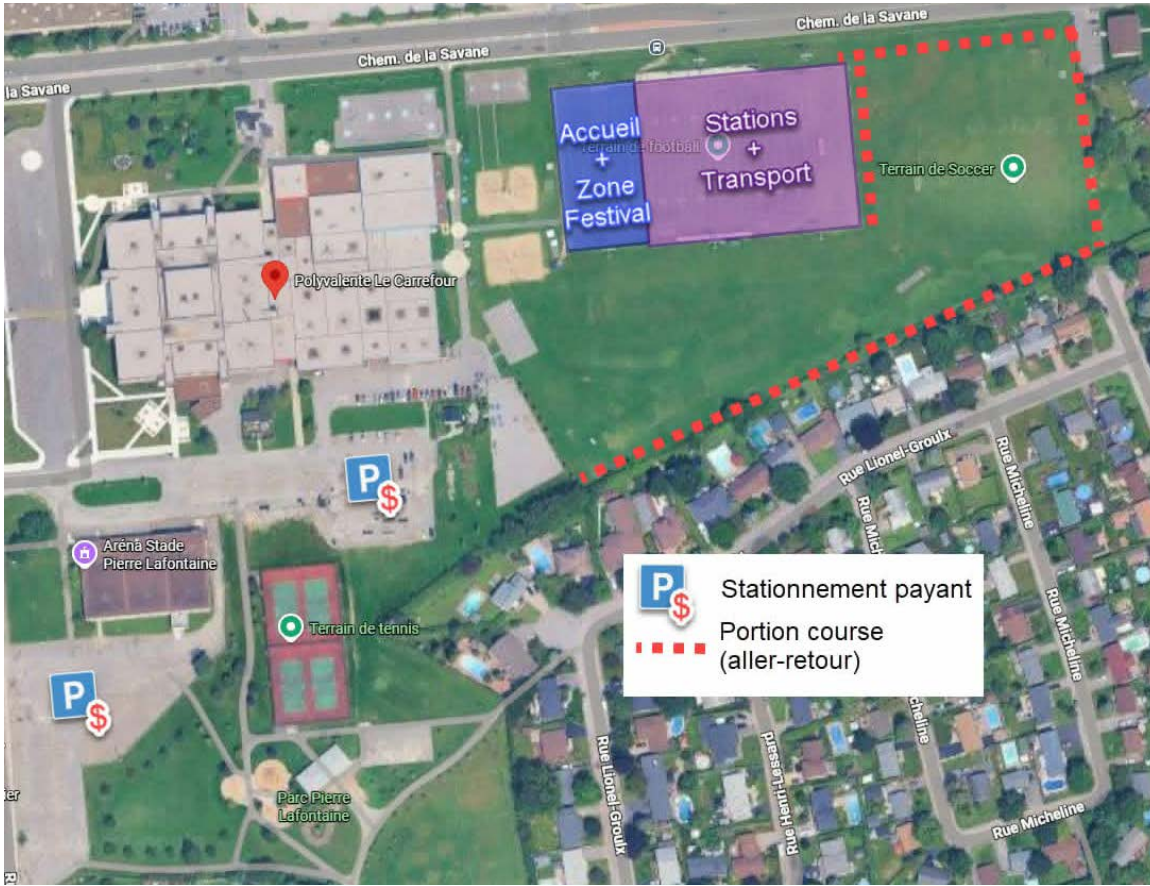 Chem. de la Savane
Chem. de la Savane
la Savane
Accueil
+
Zone
Festival
Terrain de football
Stations
+
Transport
Terrain de Soccer
Polyvalente Le Carrefour
P
$
Rue Lionel-Groulx
Rue Micheline
Aréna Stade
Pierre Lafontaine
Terrain de tennis
P
$
Stationnement payant
Portion course
(aller-retour)
P
$
Rue Micheline
Parc Pierre
Lafontaine
Rue Lionel-Groulx
Rue Henri-Lessard
Rue Micheline